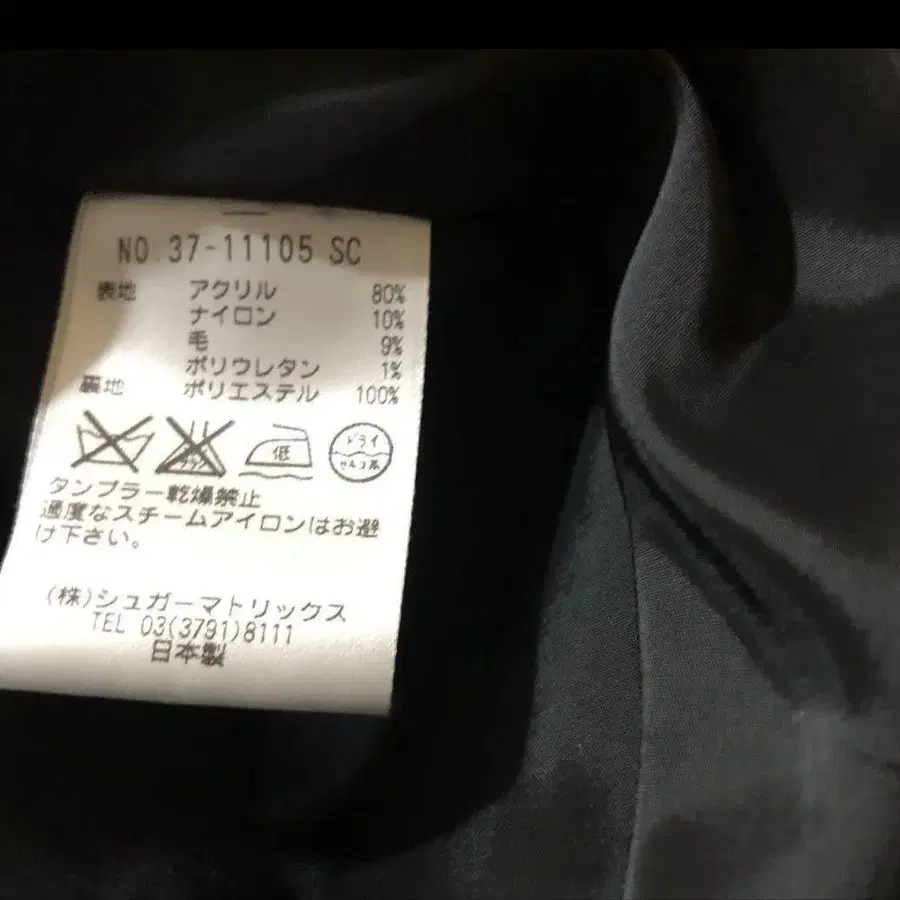 NO.37-11105 SC
表地 アクリル 80%
ナイロン 10%
毛 9%
ポリウレタン 1%
裏地 ポリエステル 100%
低 ドライ
セキユ系
タンブラー乾燥禁止
過度なスチームアイロンはお避
け下さい。
(株)シュガーマトリックス
TEL 03(3791)8111
日本製